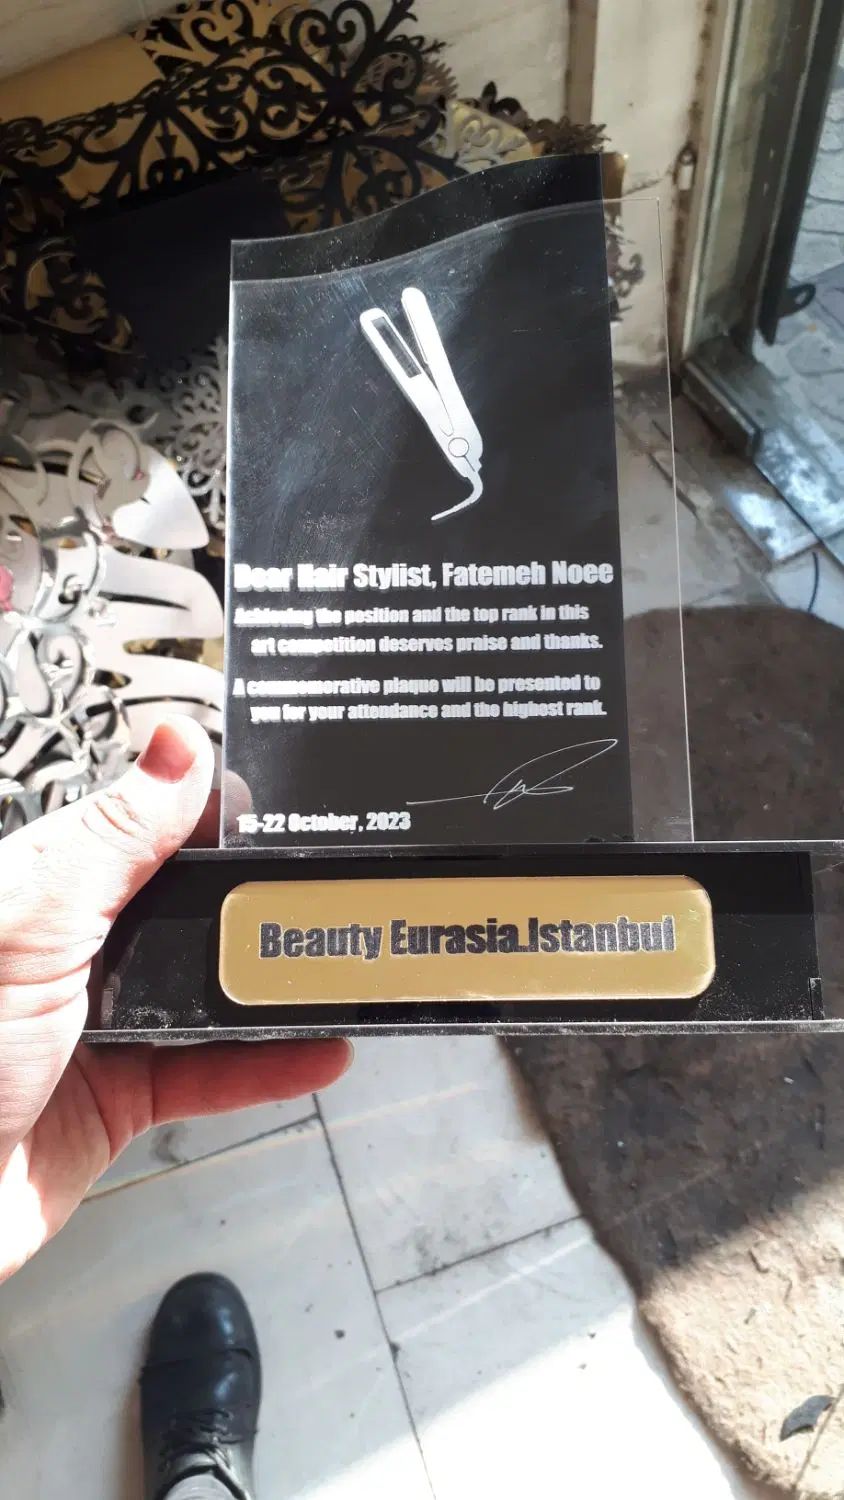 Dear Hair Stylist, Fatemeh Noee
Achieving the position and the top rank in this
art competition deserves praise and thanks.
A commemorative plaque will be presented to
you for your attendance and the highest rank.
15-22 October, 2023
Beauty Eurasia.Istanbul